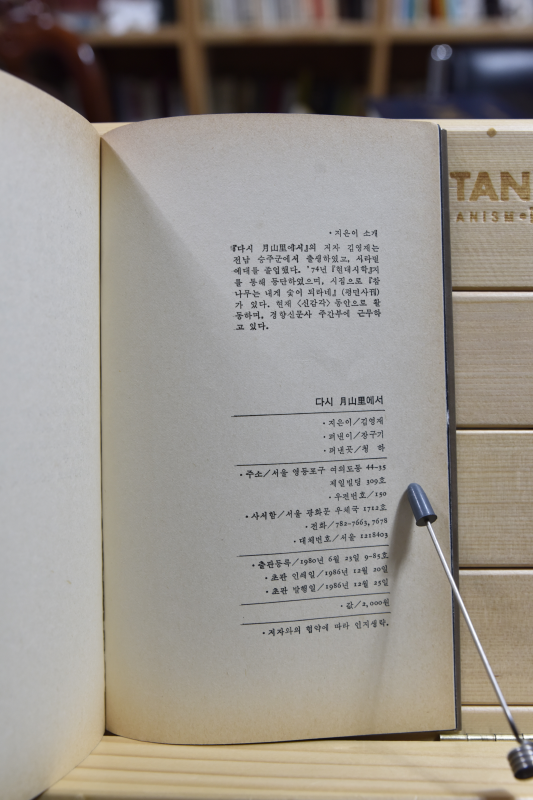 · 지은이 소개
『다시 月山里에서』의 저자 김영재는
전남 승주군에서 출생하였고, 서라벌
예대를 졸업했다. '74년 『현대시학』지
를 통해 등단하였으며, 시집으로 『참
나무는 내게 숯이 되라네』(평민사刊)
가 있다. 현재 〈신감각〉 동인으로 활
동하며, 경향신문사 주간부에 근무하
고 있다.
다시 月山里에서
· 지은이/김영재
· 펴낸이/장구기
· 펴낸곳/청 하
· 주소/서울 영등포구 여의도동 44-35
제일빌딩 309호
· 우편번호/150
· 사서함/서울 광화문 우체국 1712호
· 전화/782-7663, 7678
· 대체번호/서울 1218403
· 출판등록/1980년 6월 23일 9-85호
· 초판 인쇄일/1986년 12월 20일
· 초판 발행일/1986년 12월 25일
· 값/2,000원
· 저자와의 협약에 따라 인지생략.
TAN
ANISM